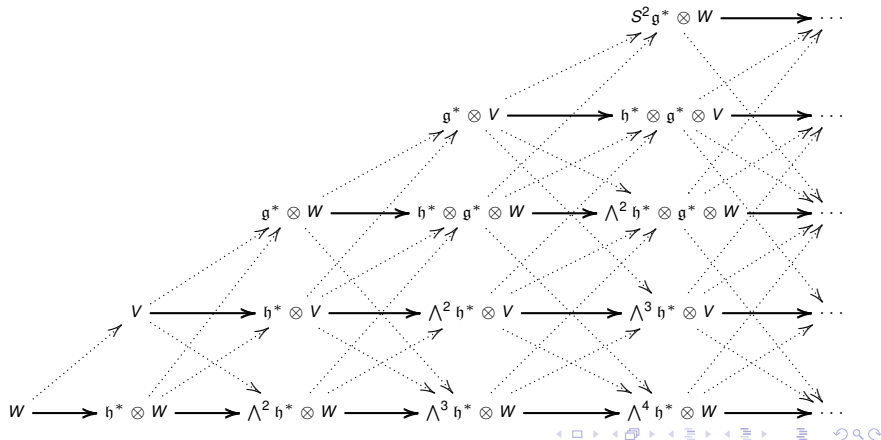 S²𝔤* ⊗ W ⋯
𝔤* ⊗ V 𝔥* ⊗ 𝔤* ⊗ V ⋯
𝔤* ⊗ W 𝔥* ⊗ 𝔤* ⊗ W ⋀² 𝔥* ⊗ 𝔤* ⊗ W ⋯
V 𝔥* ⊗ V ⋀² 𝔥* ⊗ V ⋀³ 𝔥* ⊗ V ⋯
W 𝔥* ⊗ W ⋀² 𝔥* ⊗ W ⋀³ 𝔥* ⊗ W ⋀⁴ 𝔥* ⊗ W ⋯